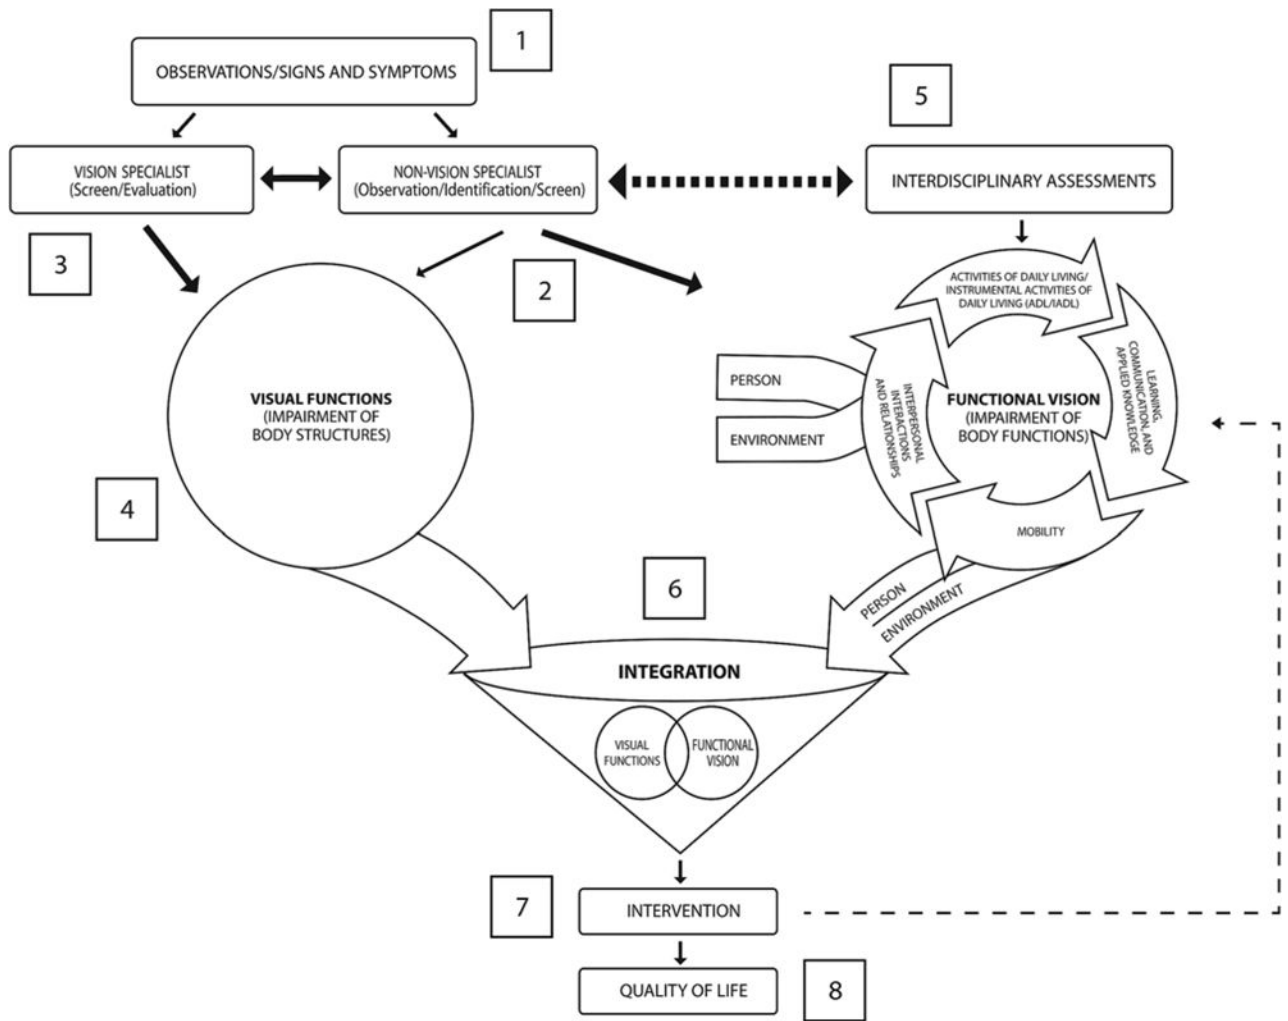 1
OBSERVATIONS/SIGNS AND SYMPTOMS
5
VISION SPECIALIST
(Screen/Evaluation)
NON-VISION SPECIALIST
(Observation/Identification/Screen)
INTERDISCIPLINARY ASSESSMENTS
3
2
ACTIVITIES OF DAILY LIVING/
INSTRUMENTAL ACTIVITIES OF
DAILY LIVING (ADL/IADL)
LEARNING,
COMMUNICATION, AND
APPLIED KNOWLEDGE
PERSON
ENVIRONMENT
INTERPERSONAL
INTERACTIONS
AND RELATIONSHIPS
VISUAL FUNCTIONS
(IMPAIRMENT OF
BODY STRUCTURES)
FUNCTIONAL VISION
(IMPAIRMENT OF
BODY FUNCTIONS)
4
MOBILITY
6
PERSON
ENVIRONMENT
INTEGRATION
VISUAL
FUNCTIONS
FUNCTIONAL
VISION
7
INTERVENTION
QUALITY OF LIFE
8